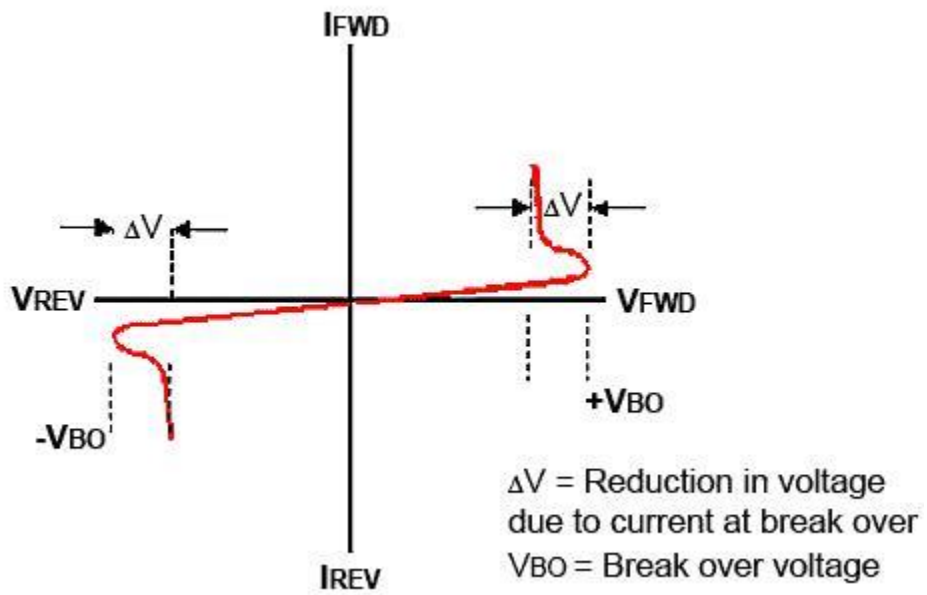 IFWD
ΔV
ΔV
VREV
VFWD
+VBO
-VBO
ΔV = Reduction in voltage
due to current at break over
VBO = Break over voltage
IREV